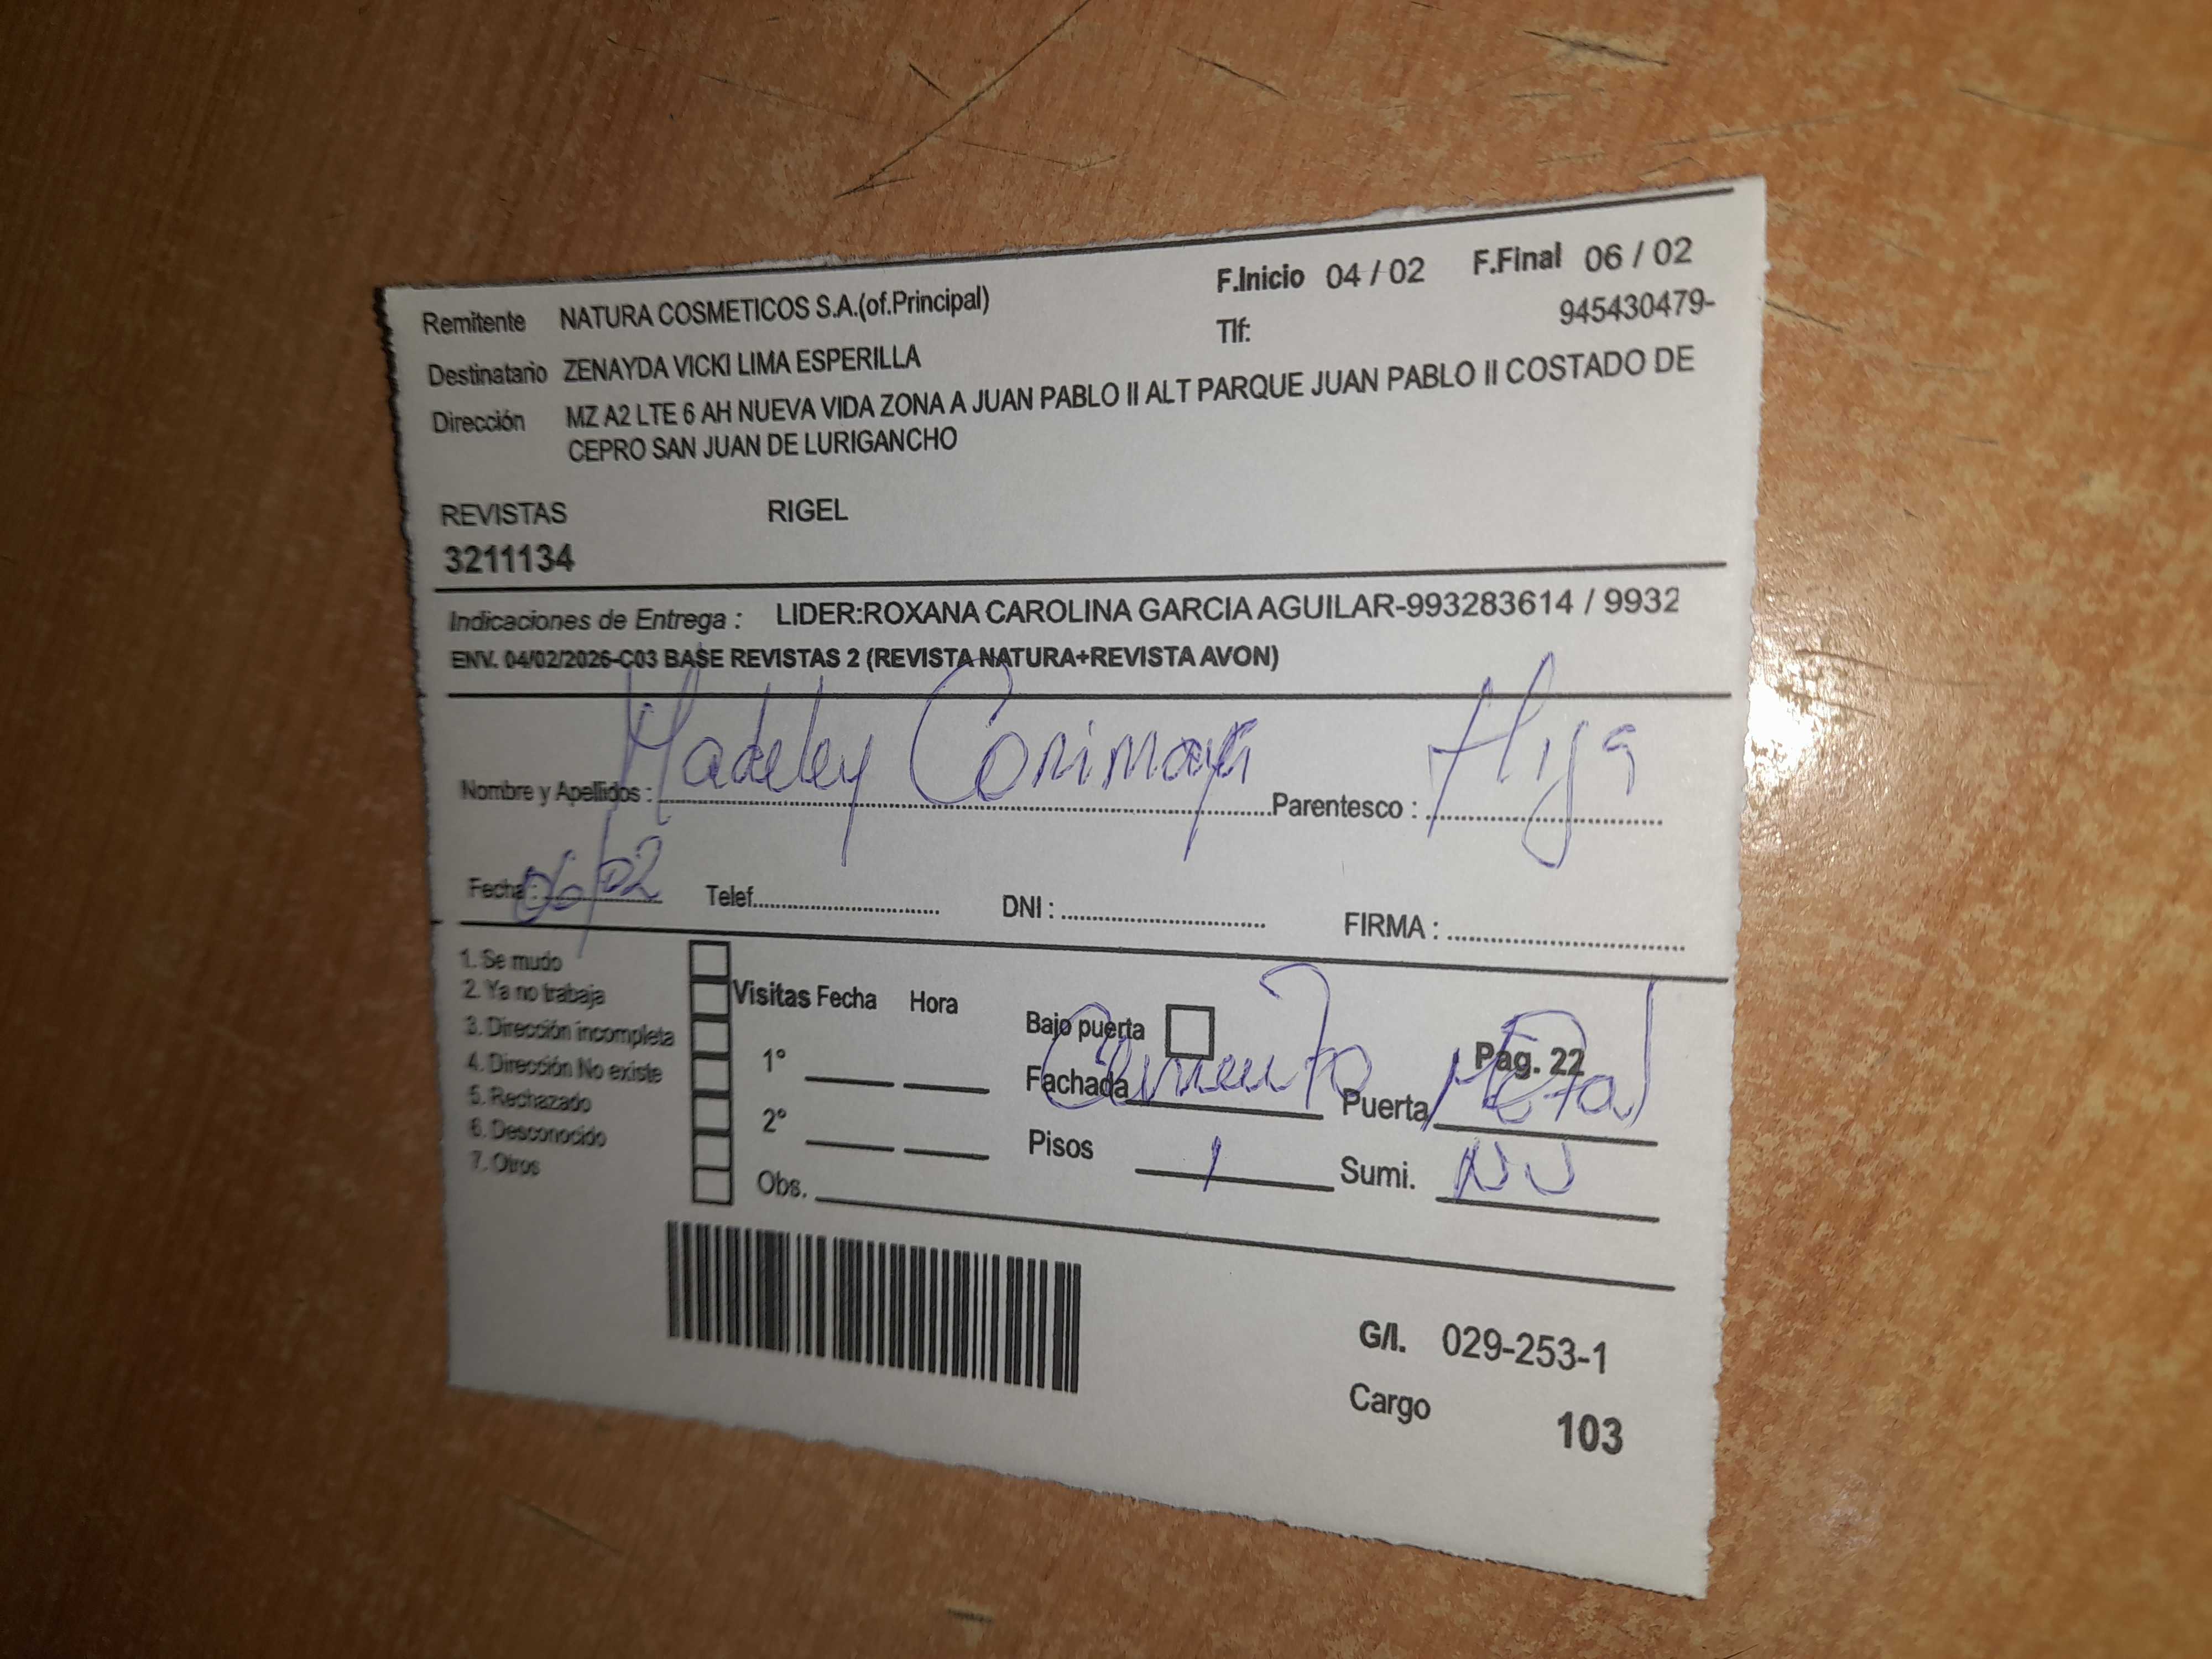 F.Inicio 04 / 02 F.Final 06 / 02
Remitente NATURA COSMETICOS S.A.(of.Principal) Tlf: 945430479-
Destinatario ZENAYDA VICKI LIMA ESPERILLA
Dirección MZ A2 LTE 6 AH NUEVA VIDA ZONA A JUAN PABLO II ALT PARQUE JUAN PABLO II COSTADO DE
CEPRO SAN JUAN DE LURIGANCHO
REVISTAS RIGEL
3211134
Indicaciones de Entrega : LIDER:ROXANA CAROLINA GARCIA AGUILAR-993283614 / 9932
ENV. 04/02/2026-C03 BASE REVISTAS 2 (REVISTA NATURA+REVISTA AVON)
Nombre y Apellidos : Madeley Parentesco : Hija
Fecha : 06/02 Telef. DNI : FIRMA :
1. Se mudo
2. Ya no trabaja
3. Dirección incompleta
4. Dirección No existe
5. Rechazado
6. Desconocido
7. Otros
Visitas Fecha Hora
1°
2°
Obs.
Bajo puerta Pag. 22
Fachada Cemento Puerta Metal
Pisos 1 Sumi.
G/I. 029-253-1
Cargo 103